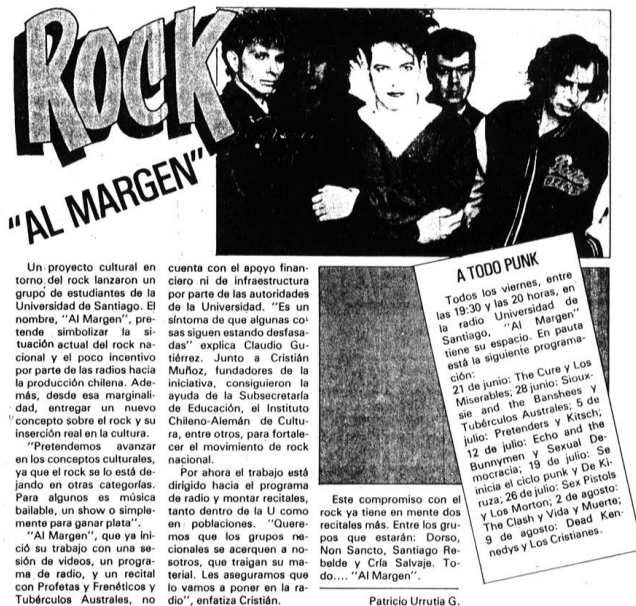 ROCK
"AL MARGEN"
Un proyecto cultural en
torno del rock lanzaron un
grupo de estudiantes de la
Universidad de Santiago. El
nombre, "Al Margen", pre-
tende simbolizar la si-
tuación actual del rock na-
cional y el poco incentivo
por parte de las radios hacia
la producción chilena. Ade-
más, desde esa marginali-
dad, entregar un nuevo
concepto sobre el rock y su
inserción real en la cultura.
"Pretendemos avanzar
en los conceptos culturales,
ya que el rock se lo está de-
jando en otras categorías.
Para algunos es música
bailable, un show o simple-
mente para ganar plata".
"Al Margen", que ya ini-
ció su trabajo con una se-
sión de videos, un progra-
ma de radio, y un recital
con Profetas y Frenéticos y
Tubérculos Australes, no
cuenta con el apoyo finan-
ciero ni de infraestructura
por parte de las autoridades
de la Universidad. "Es un
síntoma de que algunas co-
sas siguen estando desfasa-
das" explica Claudio Gu-
tiérrez. Junto a Cristián
Muñoz, fundadores de la
iniciativa, consiguieron la
ayuda de la Subsecretaría
de Educación, el Instituto
Chileno-Alemán de Cultu-
ra, entre otros, para fortale-
cer el movimiento de rock
nacional.
Por ahora el trabajo está
dirigido hacia el programa
de radio y montar recitales,
tanto dentro de la U como
en poblaciones. "Quere-
mos que los grupos na-
cionales se acerquen a no-
sotros, que traigan su ma-
terial. Les aseguramos que
lo vamos a poner en la ra-
dio", enfatiza Cristián.
Este compromiso con el
rock ya tiene en mente dos
recitales más. Entre los gru-
pos que estarán: Dorso,
Non Sancto, Santiago Re-
belde y Cría Salvaje. To-
do.... "Al Margen".
Patricio Urrutia G.
A TODO PUNK
Todos los viernes, entre
las 19:30 y las 20 horas, en
la radio Universidad de
Santiago, "Al Margen"
tiene su espacio. En pauta
está la siguiente programa-
ción:
21 de junio: The Cure y Los
Miserables; 28 junio: Sioux-
sie and the Banshees y
Tubérculos Australes; 5 de
julio: Pretenders y Kitsch;
12 de julio: Echo and the
Bunnymen y Sexual De-
mocracia; 19 de julio: Se
inicia el ciclo punk y De Ki-
ruza; 26 de julio: Sex Pistols
y Los Morton; 2 de agosto:
The Clash y Vida y Muerte;
9 de agosto: Dead Ken-
nedys y Los Cristianes.